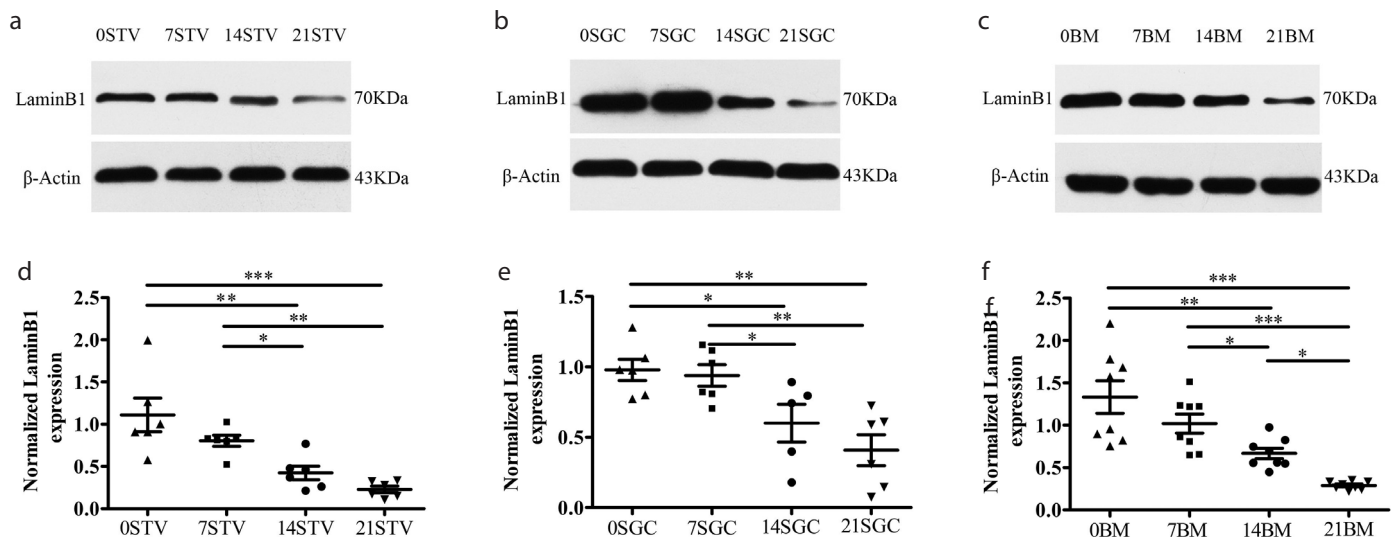 a
0STV 7STV 14STV 21STV
LaminB1 70KDa
β-Actin 43KDa
b
0SGC 7SGC 14SGC 21SGC
LaminB1 70KDa
β-Actin 43KDa
c
0BM 7BM 14BM 21BM
LaminB1 70KDa
β-Actin 43KDa
d
Normalized LaminB1
expression
2.5
2.0
1.5
1.0
0.5
0.0
***
**
**
*
0STV 7STV 14STV 21STV
e
Normalized LaminB1
expression
1.5
1.0
0.5
0.0
**
*
**
*
0SGC 7SGC 14SGC 21SGC
f
f
Normalized LaminB1
expression
2.5
2.0
1.5
1.0
0.5
0.0
***
**
***
* *
0BM 7BM 14BM 21BM